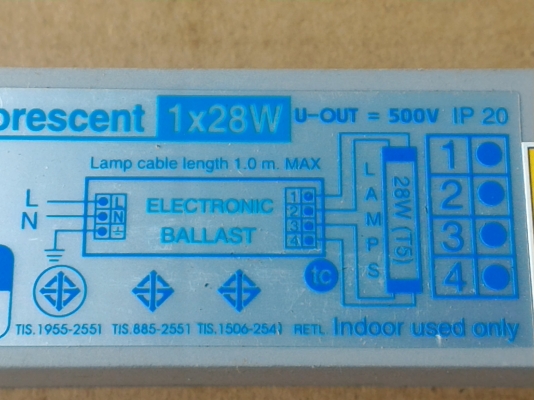 orescent 1x28W U-OUT = 500V IP 20
Lamp cable length 1.0 m. MAX
L
N
L
N
ELECTRONIC
BALLAST
1
2
3
4
LAMPS
28W (T5)
1
2
3
4
tc
TIS.1955-2551 TIS.885-2551 TIS.1506-2541 RETL Indoor used only